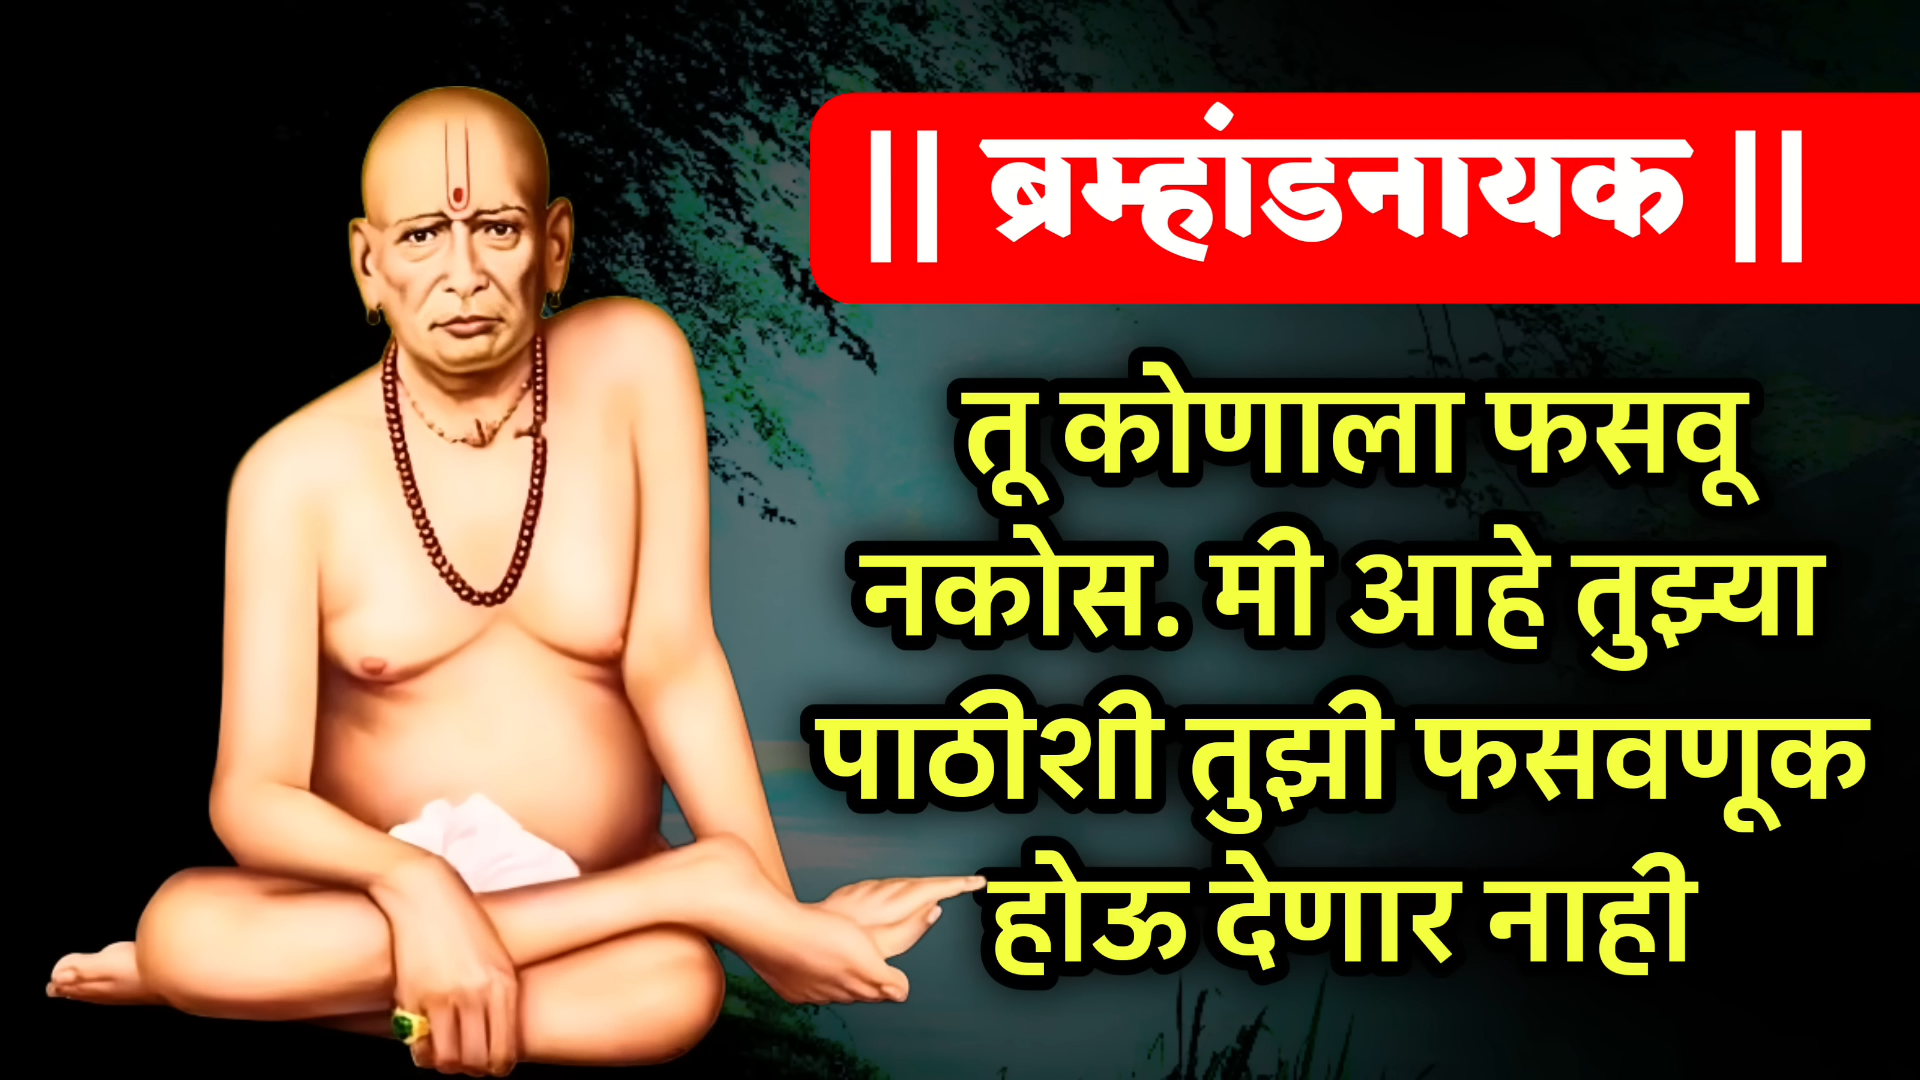 || ब्रम्हांडनायक ||
तू कोणाला फसवू
नकोस. मी आहे तुझ्या
पाठीशी तुझी फसवणूक
होऊ देणार नाही